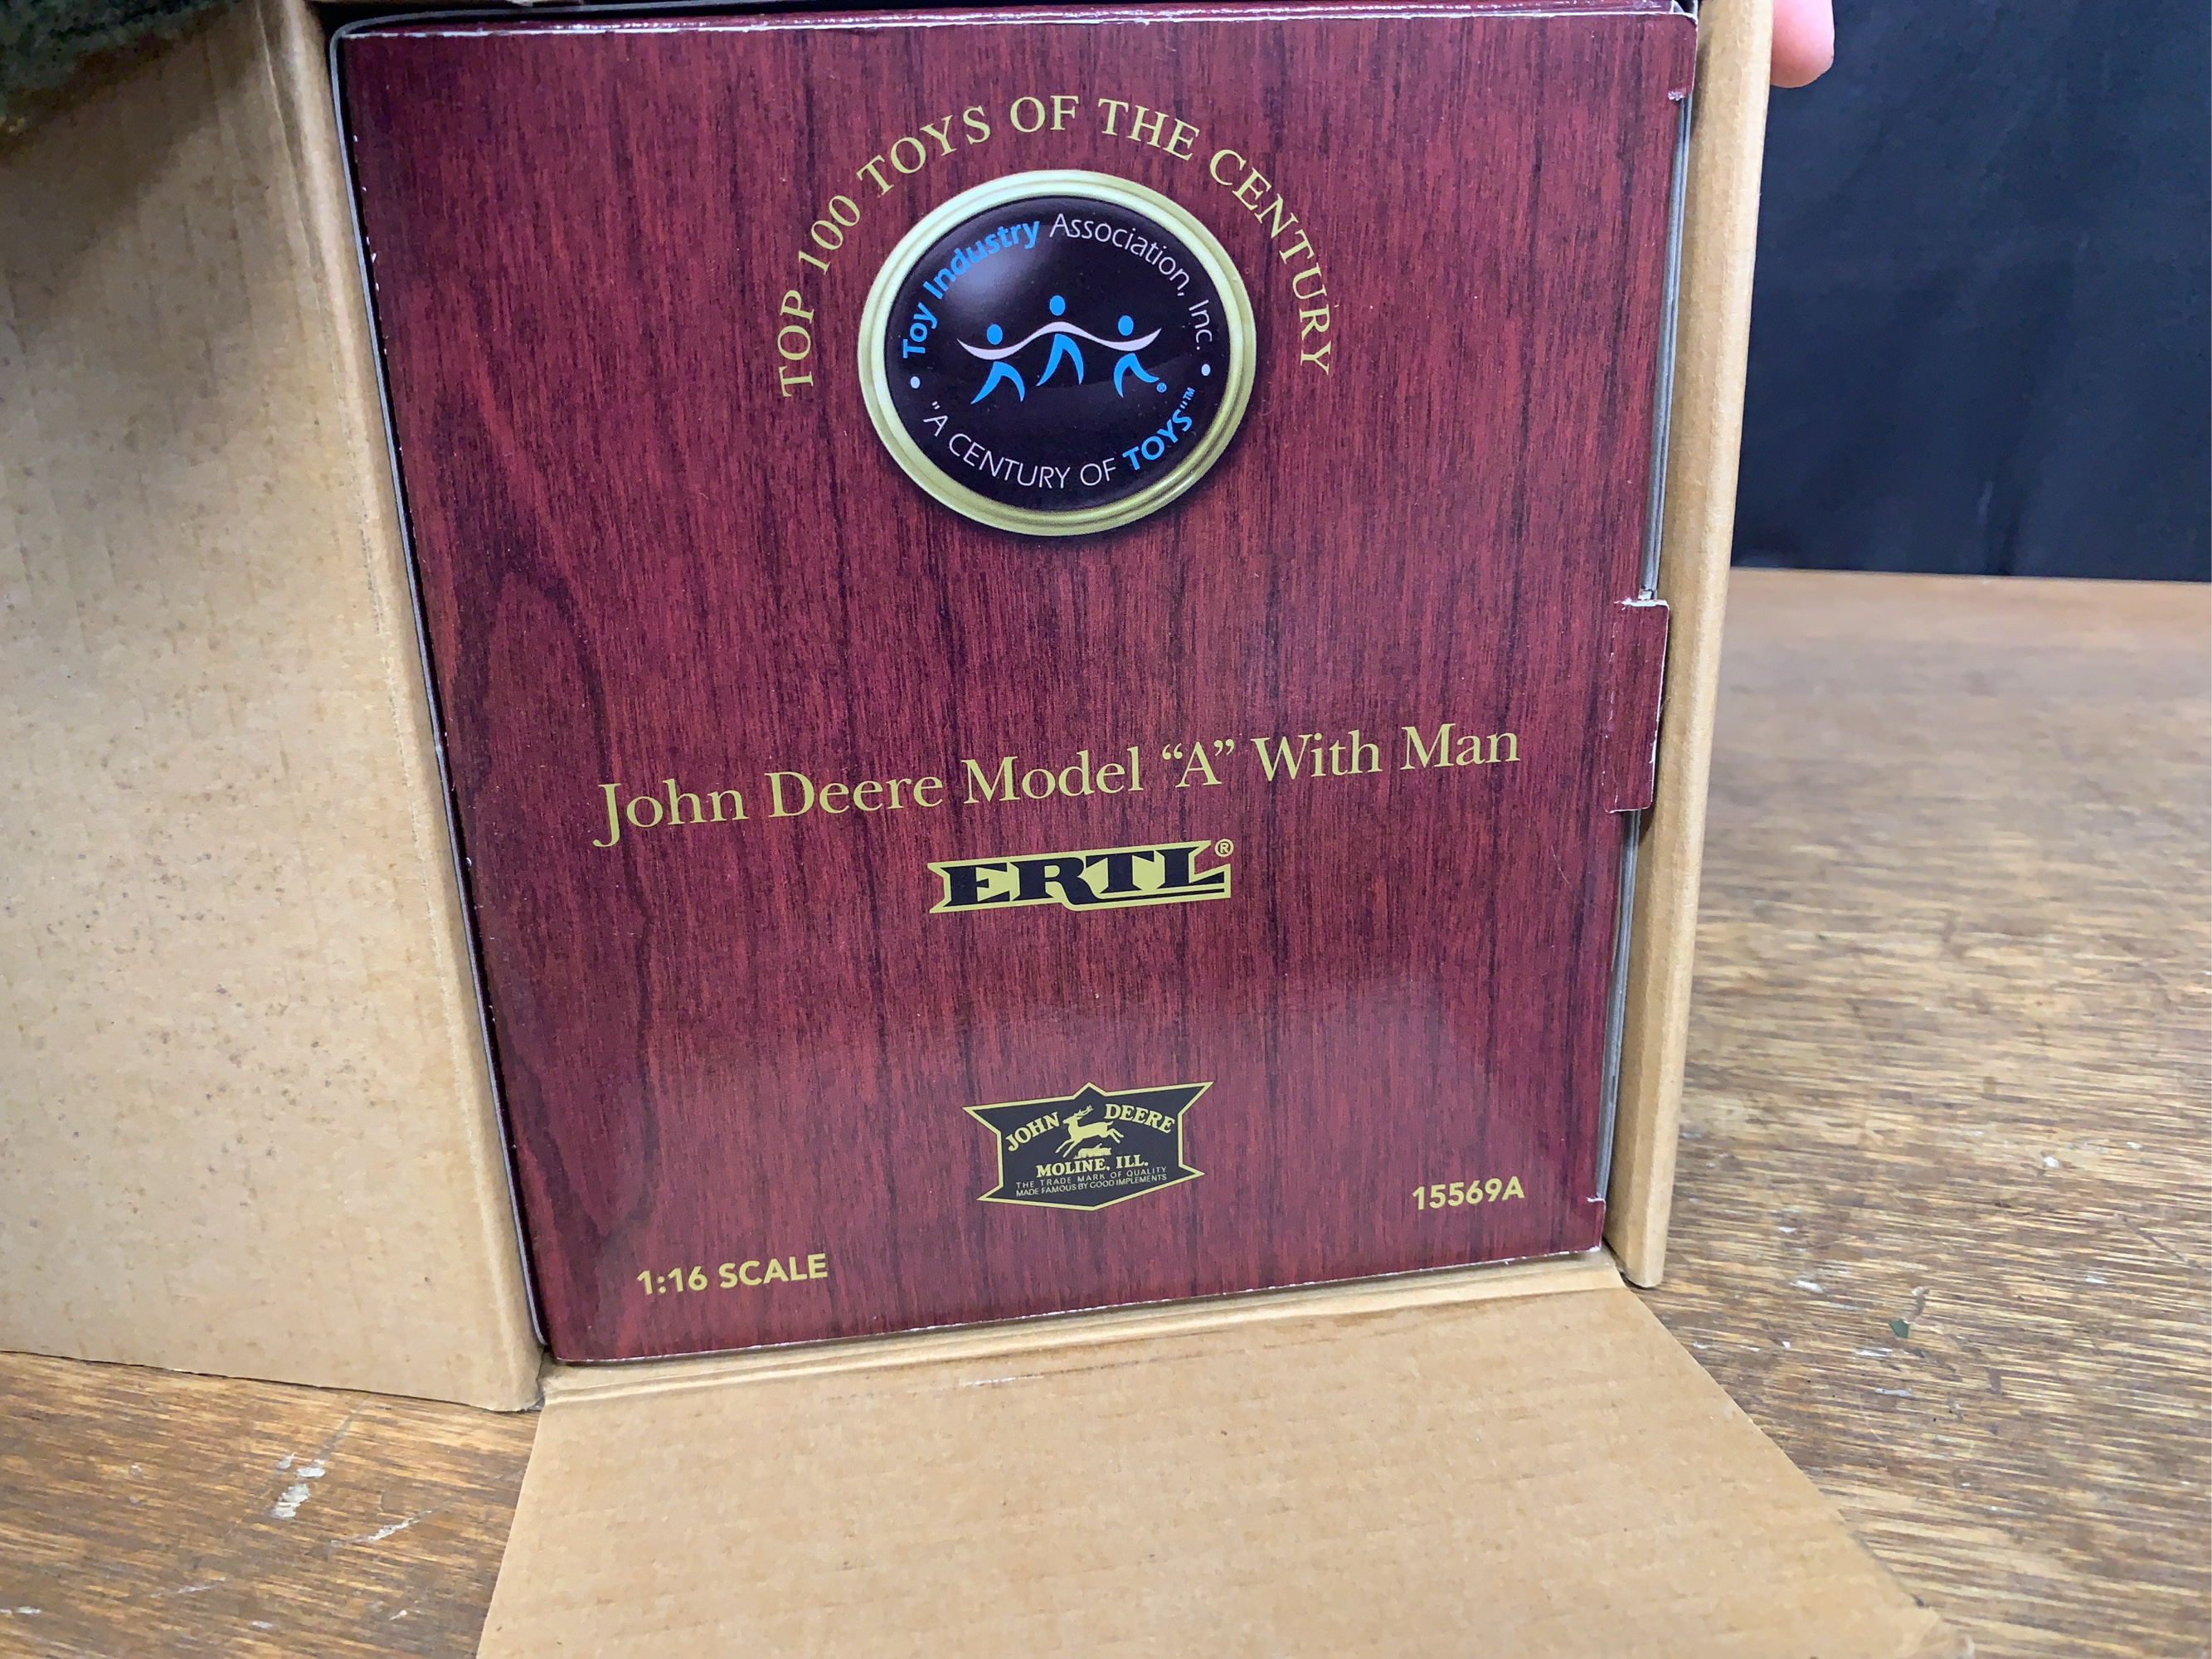 TOP 100 TOYS OF THE CENTURY
Toy Industry Association, Inc.
"A CENTURY OF TOYS"™
®
John Deere Model “A” With Man
ERTL®
JOHN DEERE
MOLINE, ILL.
THE TRADE MARK OF QUALITY
MADE FAMOUS BY GOOD IMPLEMENTS
15569A
1:16 SCALE